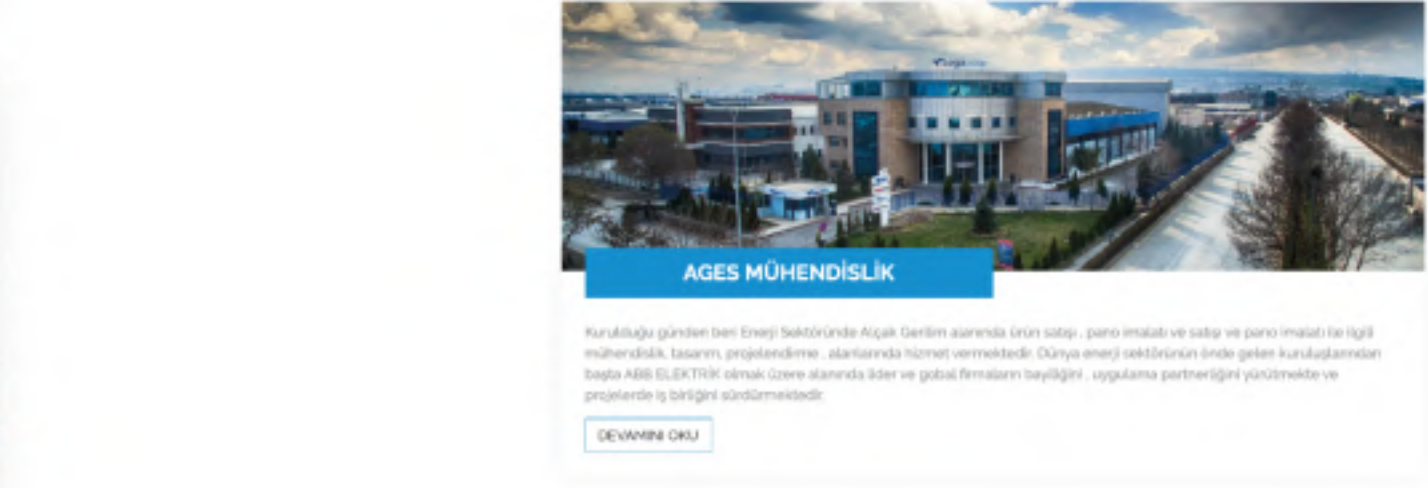 AGES MÜHENDİSLİK
Kurulduğu günden beri Enerji Sektöründe Alçak Gerilim alanında ürün satışı , pano imalatı ve satışı ve pano imalatı ile ilgili
mühendislik, tasarım, projelendirme , alanlarında hizmet vermektedir. Dünya enerji sektörünün önde gelen kuruluşlarından
başta ABB ELEKTRİK olmak üzere alanında lider ve gobal firmaların bayiliğini , uygulama partnerliğini yürütmekte ve
projelerde iş birliğini sürdürmektedir.
DEVAMINI OKU